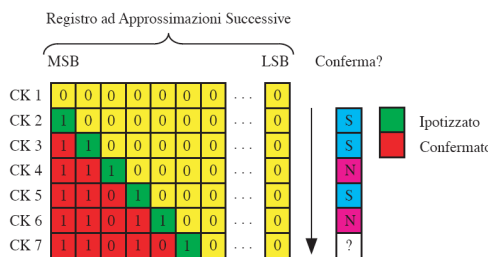 Registro ad Approssimazioni Successive
MSB LSB Conferma?
CK 1 0 0 0 0 0 0 0 ... 0
CK 2 1 0 0 0 0 0 0 ... 0 S Ipotizzato
CK 3 1 1 0 0 0 0 0 ... 0 S Confermato
CK 4 1 1 1 0 0 0 0 ... 0 N
CK 5 1 1 0 1 0 0 0 ... 0 S
CK 6 1 1 0 1 1 0 0 ... 0 N
CK 7 1 1 0 1 0 1 0 ... 0 ?